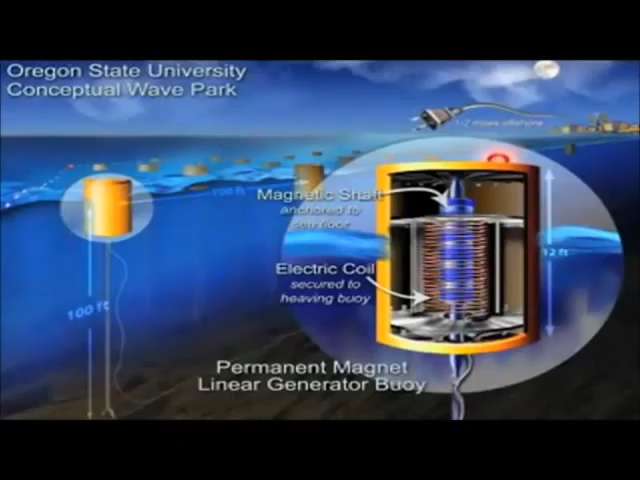 Oregon State University
Conceptual Wave Park
1-2 miles offshore
100 ft
Magnetic Shaft
anchored to
sea floor
12 ft
Electric Coil
secured to
heaving buoy
100 ft
Permanent Magnet
Linear Generator Buoy